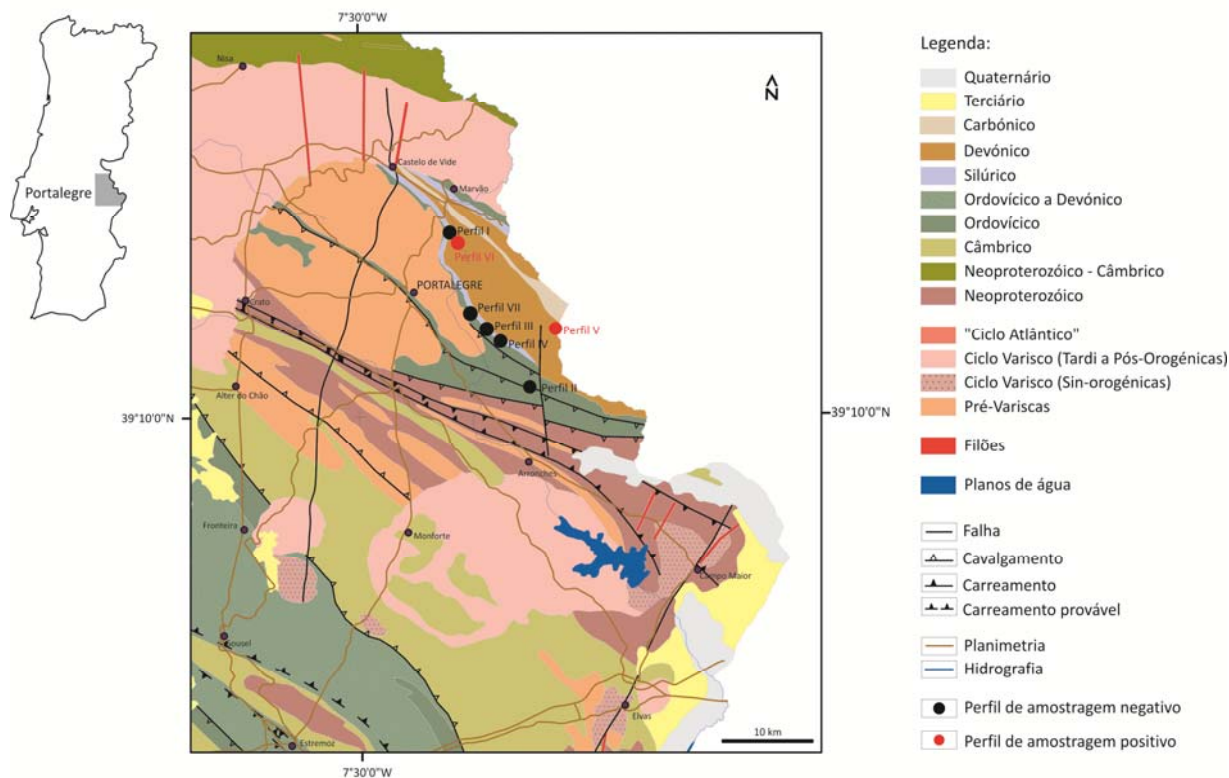 7°30'0"W
Portalegre
N
Nisa
Castelo de Vide
Marvão
Perfil I
Perfil VI
PORTALEGRE
Perfil VII
Perfil III
Perfil V
Perfil IV
Crato
Perfil II
Alter do Chão
39°10'0"N
39°10'0"N
Arronches
Fronteira
Monforte
Campo Maior
Sousel
Elvas
Estremoz
10 km
7°30'0"W
Legenda:
Quaternário
Terciário
Carbónico
Devónico
Silúrico
Ordovícico a Devónico
Ordovícico
Câmbrico
Neoproterozóico - Câmbrico
Neoproterozóico
"Ciclo Atlântico"
Ciclo Varisco (Tardi a Pós-Orogénicas)
Ciclo Varisco (Sin-orogénicas)
Pré-Variscas
Filões
Planos de água
Falha
Cavalgamento
Carreamento
Carreamento provável
Planimetria
Hidrografia
Perfil de amostragem negativo
Perfil de amostragem positivo